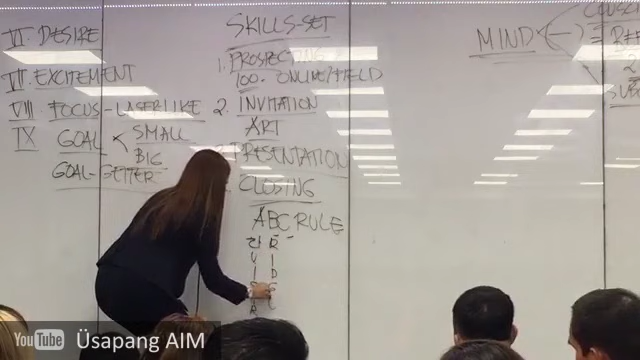 VI. DESIRE
VII. EXCITEMENT
VIII FOCUS - LASERLIKE
IX GOAL < SMALL
BIG
GOAL-GETTER
SKILLS-SET
1. PROSPECTING
100. ONLINE/FIELD
2. INVITATION
ART
PRESENTATION
CLOSING
ABC RULE
MIND (-) =
YouTube Üsapang AIM